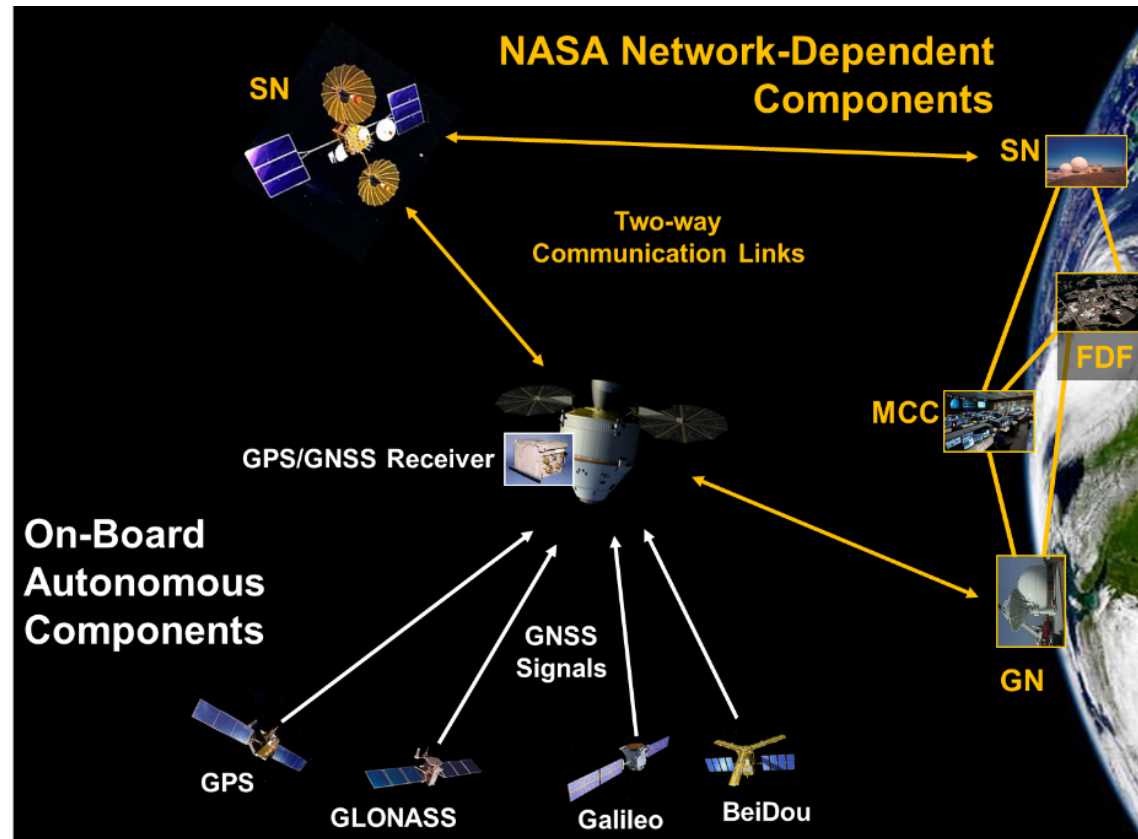 NASA Network-Dependent
Components
SN
SN
Two-way
Communication Links
FDF
MCC
GPS/GNSS Receiver
On-Board
Autonomous
Components
GNSS
Signals
GN
GPS
GLONASS
Galileo
BeiDou